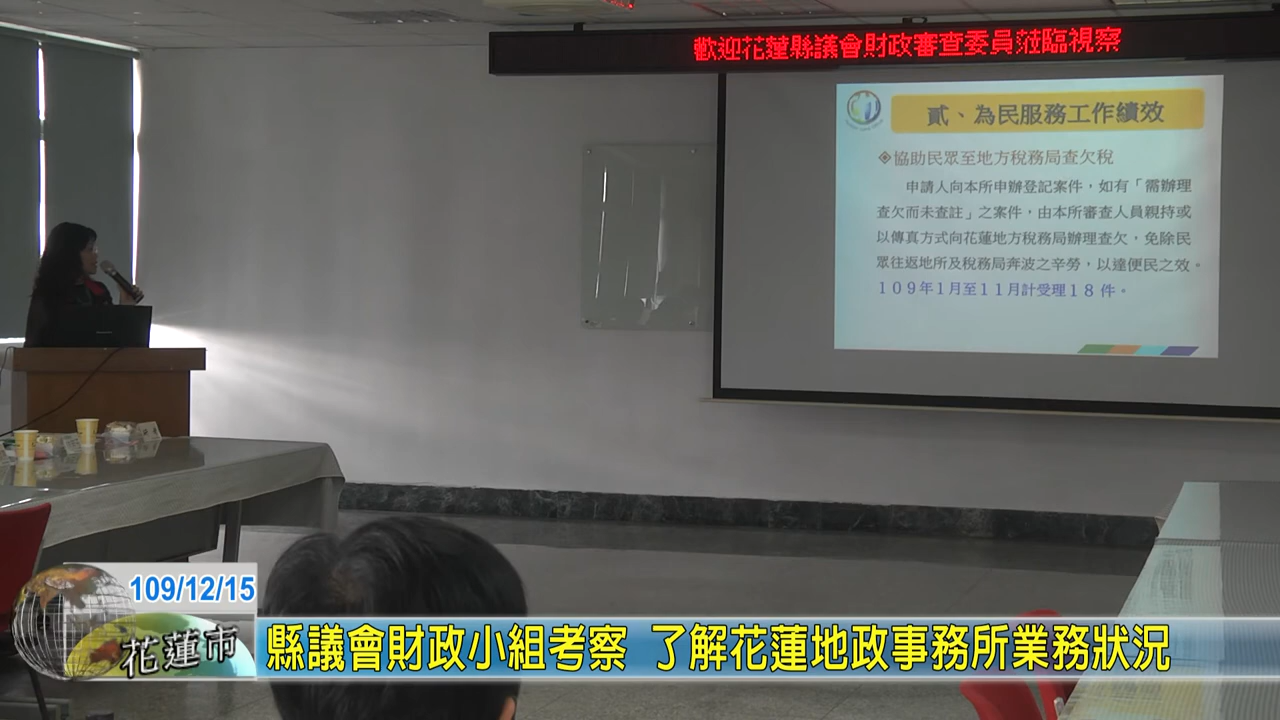 歡迎花蓮縣議會財政審查委員蒞臨視察
貳、為民服務工作績效
◈協助民眾至地方稅務局查欠稅
申請人向本所申辦登記案件，如有「需辦理
查欠而未查註」之案件，由本所審查人員親持或
以傳真方式向花蓮地方稅務局辦理查欠，免除民
眾往返地所及稅務局奔波之辛勞，以達便民之效。
109年1月至11月計受理18件。
109/12/15
花蓮市
縣議會財政小組考察 了解花蓮地政事務所業務狀況